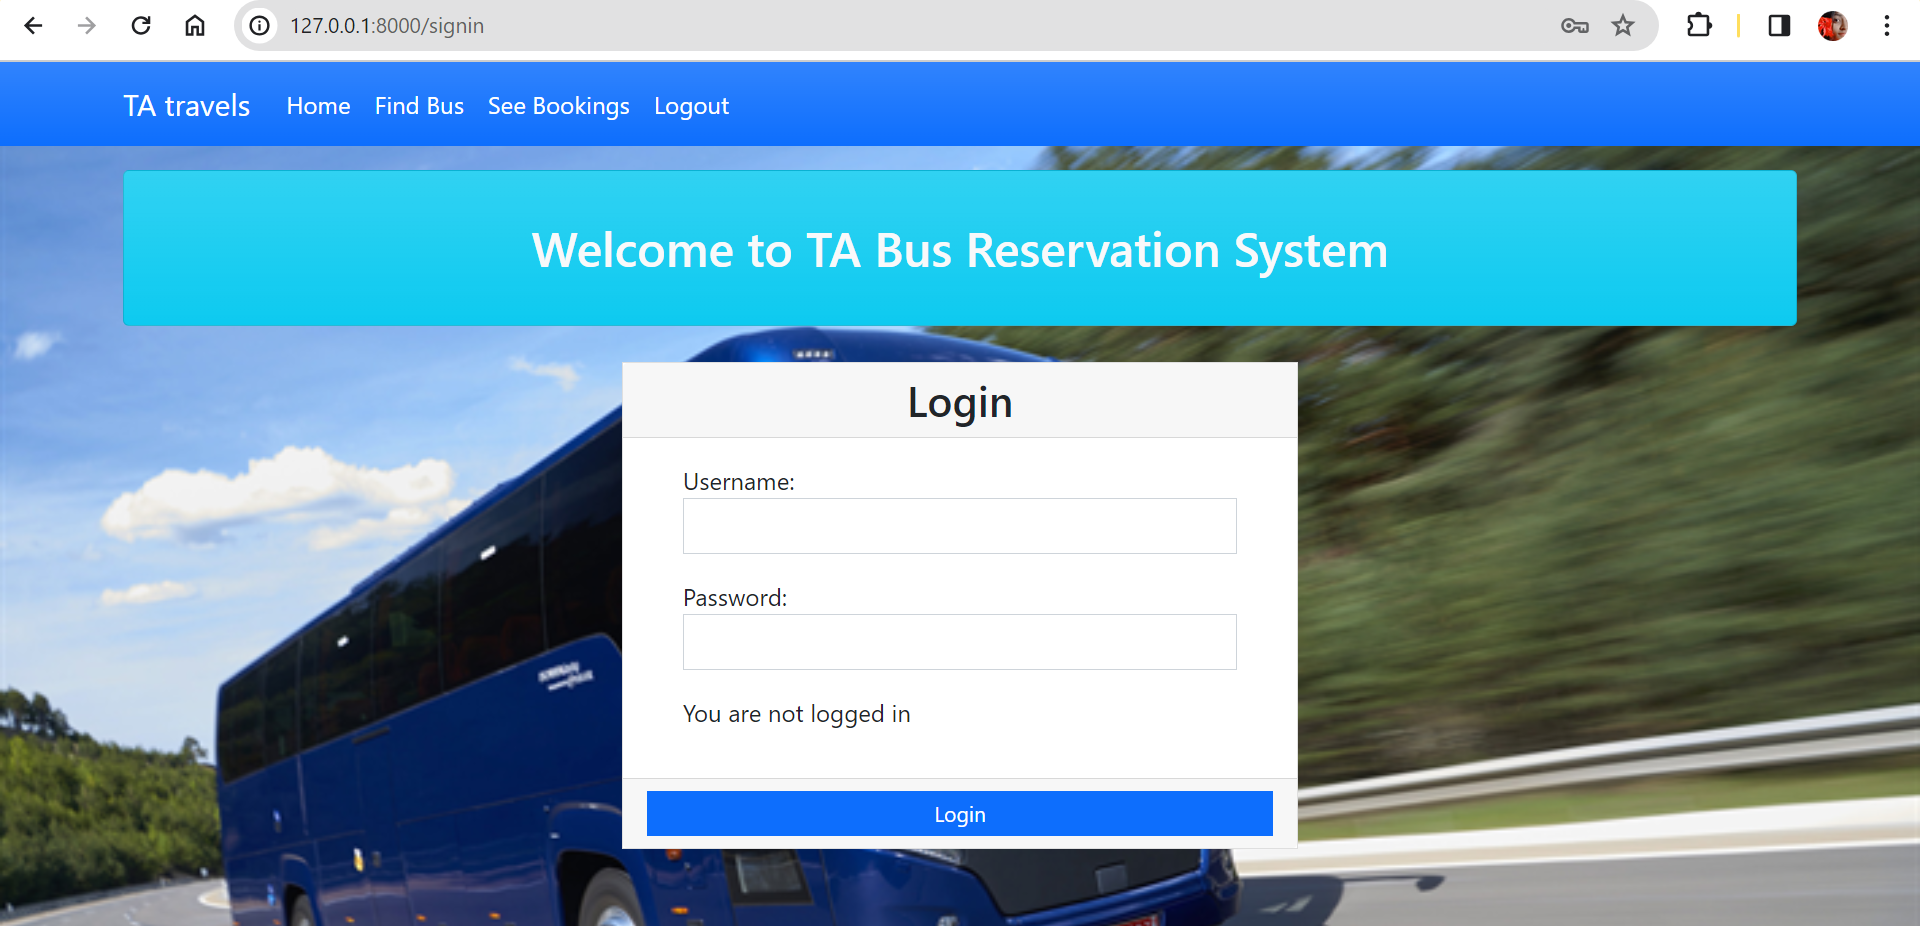 127.0.0.1:8000/signin
TA travels Home Find Bus See Bookings Logout
Welcome to TA Bus Reservation System
Login
Username:
Password:
You are not logged in
Login